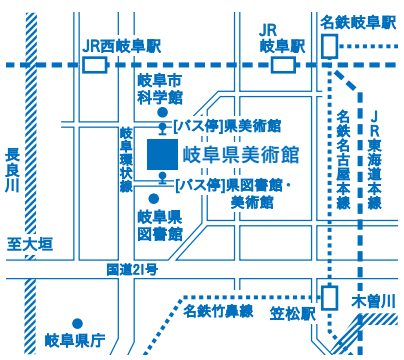 名鉄岐阜駅
JR西岐阜駅
JR
岐阜駅
岐阜市
科学館
[バス停]県美術館
岐阜環状線
岐阜県美術館
長良川
名鉄名古屋本線
JR東海道本線
[バス停]県図書館・
美術館
岐阜県
図書館
至大垣
国道21号
木曽川
名鉄竹鼻線
笠松駅
岐阜県庁